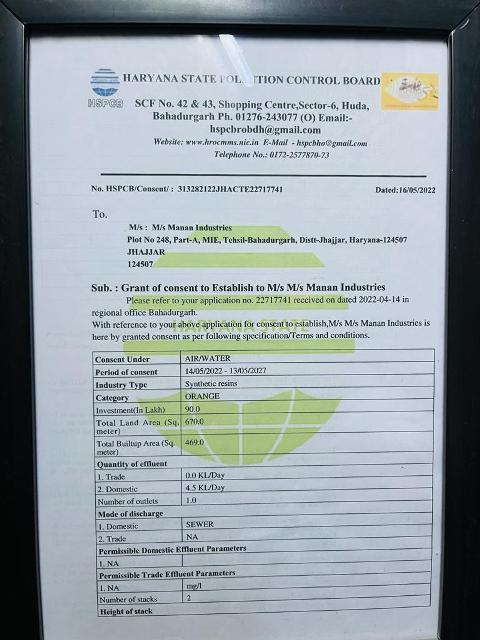 HARYANA STATE POLLUTION CONTROL BOARD
HSPCB
SCF No. 42 & 43, Shopping Centre,Sector-6, Huda,
Bahadurgarh Ph. 01276-243077 (O) Email:-
hspcbrobdh@gmail.com
Website: www.hrocmms.nic.in E-Mail - hspcbho@gmail.com
Telephone No.: 0172-2577870-73
No. HSPCB/Consent/ : 313282122JHACTE22717741 Dated:16/05/2022
To,
M/s : M/s Manan Industries
Plot No 248, Part-A, MIE, Tehsil-Bahadurgarh, Distt-Jhajjar, Haryana-124507
JHAJJAR
124507
Sub. : Grant of consent to Establish to M/s M/s Manan Industries
Please refer to your application no. 22717741 received on dated 2022-04-14 in
regional office Bahadurgarh.
With reference to your above application for consent to establish,M/s M/s Manan Industries is
here by granted consent as per following specification/Terms and conditions.
HARYANA STATE
Consent Under AIR/WATER
Period of consent 14/05/2022 - 13/05/2027
Industry Type Synthetic resins
Category ORANGE
Investment(In Lakh) 90.0
Total Land Area (Sq. meter) 670.0
Total Builtup Area (Sq. meter) 469.0
Quantity of effluent
1. Trade 0.0 KL/Day
2. Domestic 4.5 KL/Day
Number of outlets 1.0
Mode of discharge
1. Domestic SEWER
2. Trade NA
Permissible Domestic Effluent Parameters
1. NA
Permissible Trade Effluent Parameters
1. NA mg/l
Number of stacks 2
Height of stack